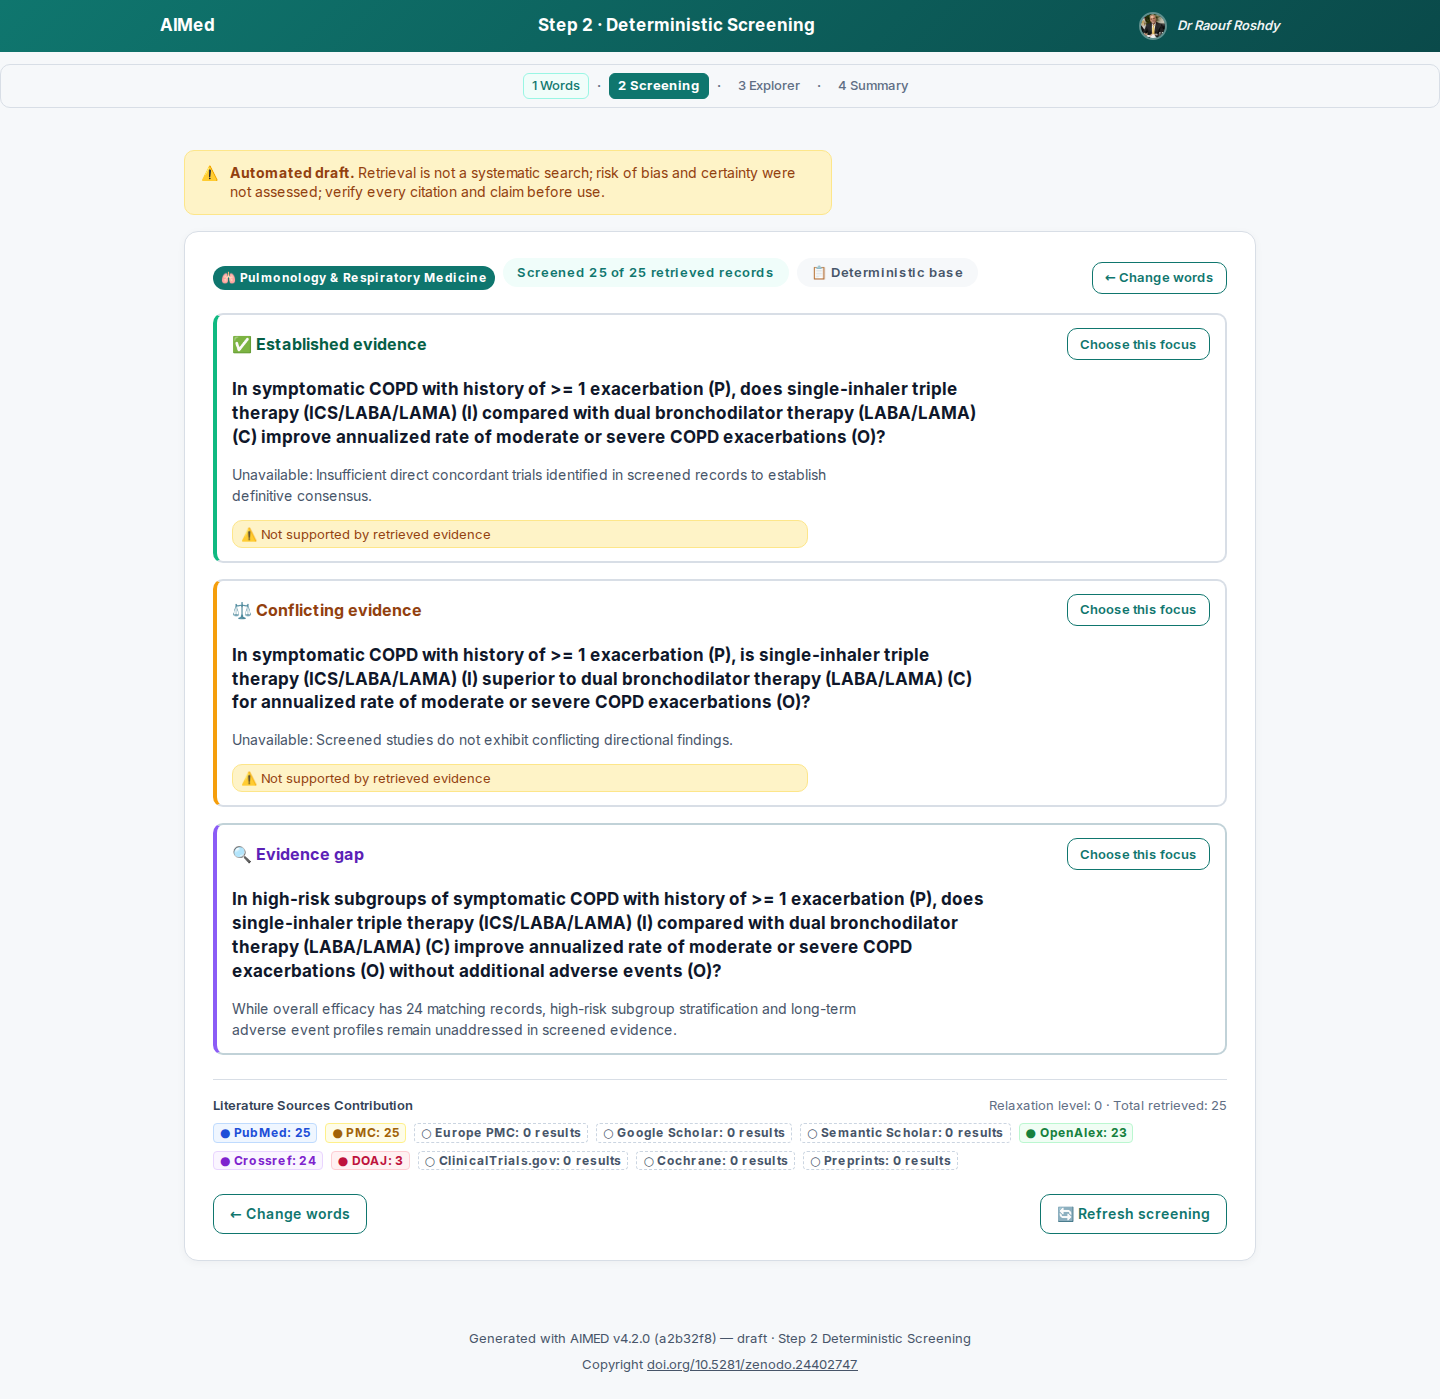 AIMed
Step 2 · Deterministic Screening
Dr Raouf Roshdy
1 Words · 2 Screening · 3 Explorer · 4 Summary
⚠️ Automated draft. Retrieval is not a systematic search; risk of bias and certainty were
not assessed; verify every citation and claim before use.
🫁 Pulmonology & Respiratory Medicine
Screened 25 of 25 retrieved records
📋 Deterministic base
← Change words
✅ Established evidence
Choose this focus
In symptomatic COPD with history of >= 1 exacerbation (P), does single-inhaler triple
therapy (ICS/LABA/LAMA) (I) compared with dual bronchodilator therapy (LABA/LAMA)
(C) improve annualized rate of moderate or severe COPD exacerbations (O)?
Unavailable: Insufficient direct concordant trials identified in screened records to establish
definitive consensus.
⚠️ Not supported by retrieved evidence
⚖️ Conflicting evidence
Choose this focus
In symptomatic COPD with history of >= 1 exacerbation (P), is single-inhaler triple
therapy (ICS/LABA/LAMA) (I) superior to dual bronchodilator therapy (LABA/LAMA) (C)
for annualized rate of moderate or severe COPD exacerbations (O)?
Unavailable: Screened studies do not exhibit conflicting directional findings.
⚠️ Not supported by retrieved evidence
🔍 Evidence gap
Choose this focus
In high-risk subgroups of symptomatic COPD with history of >= 1 exacerbation (P), does
single-inhaler triple therapy (ICS/LABA/LAMA) (I) compared with dual bronchodilator
therapy (LABA/LAMA) (C) improve annualized rate of moderate or severe COPD
exacerbations (O) without additional adverse events (O)?
While overall efficacy has 24 matching records, high-risk subgroup stratification and long-term
adverse event profiles remain unaddressed in screened evidence.
Literature Sources Contribution
Relaxation level: 0 · Total retrieved: 25
● PubMed: 25 ● PMC: 25 ○ Europe PMC: 0 results ○ Google Scholar: 0 results ○ Semantic Scholar: 0 results ● OpenAlex: 23
● Crossref: 24 ● DOAJ: 3 ○ ClinicalTrials.gov: 0 results ○ Cochrane: 0 results ○ Preprints: 0 results
← Change words
🔄 Refresh screening
Generated with AIMED v4.2.0 (a2b32f8) — draft · Step 2 Deterministic Screening
Copyright doi.org/10.5281/zenodo.24402747